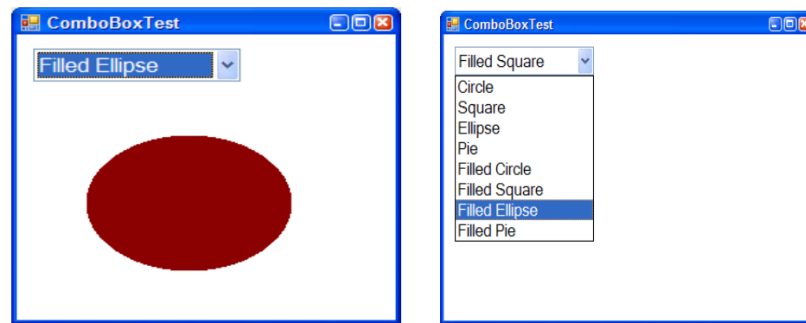 ComboBoxTest
Filled Ellipse
ComboBoxTest
Filled Square
Circle
Square
Ellipse
Pie
Filled Circle
Filled Square
Filled Ellipse
Filled Pie